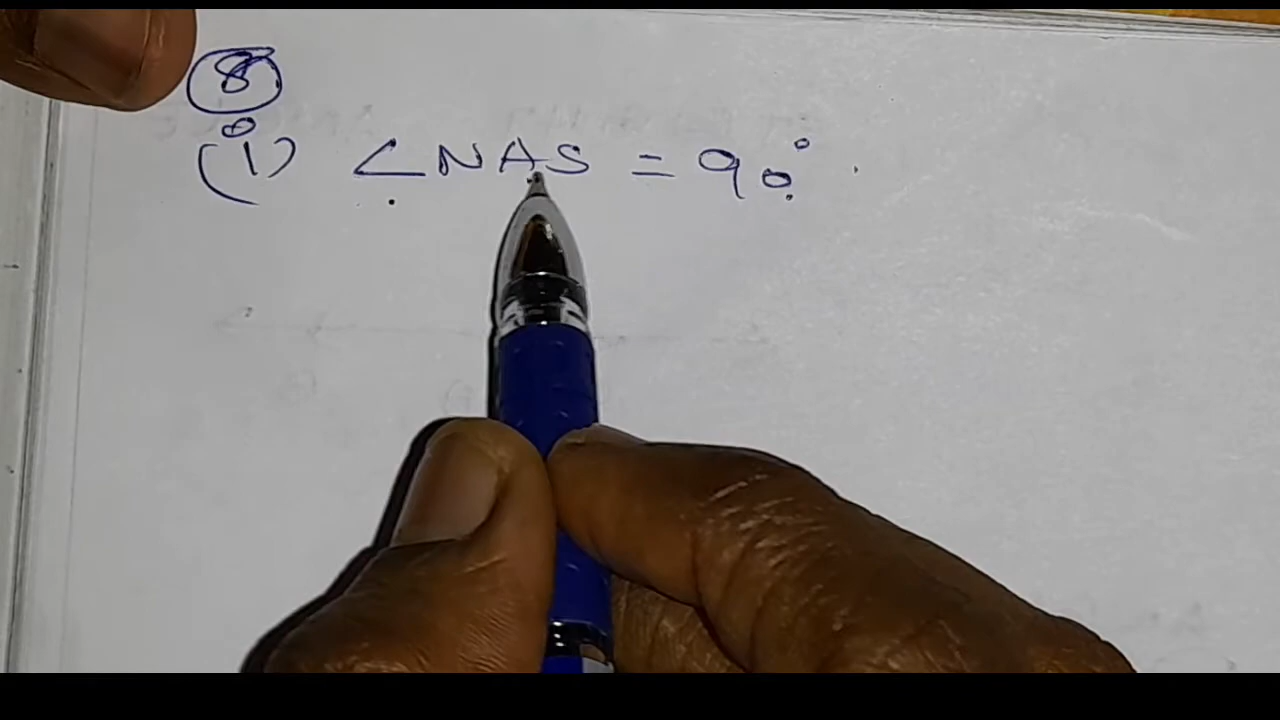 8
(i) ∠NAS = 90°